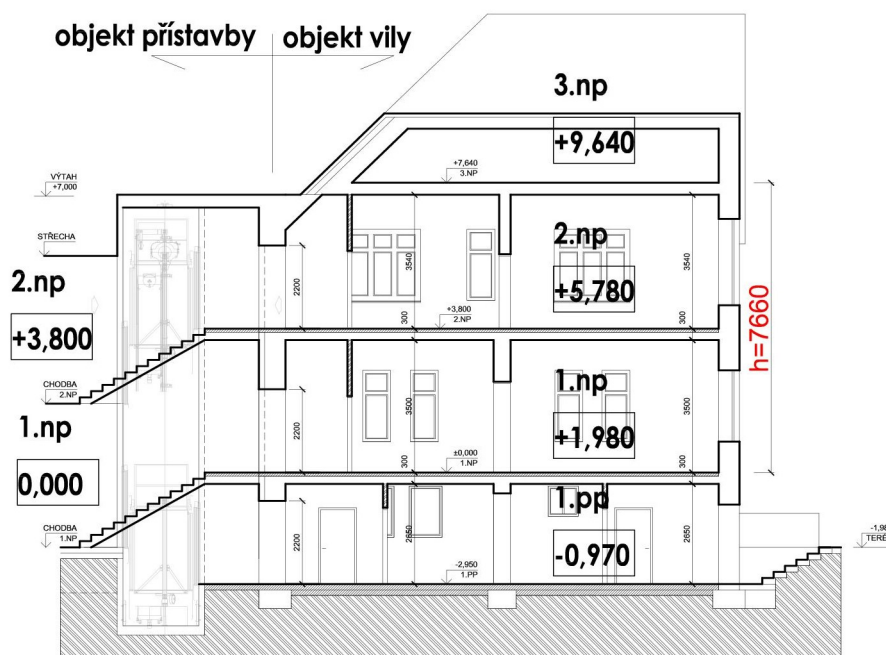 objekt přístavby
objekt vily
3.np
+9,640
+7,640
3.NP
VÝTAH
+7,000
STŘECHA
2.np
+3,800
2.np
+5,780
3540
3540
2200
+3,800
2.NP
300
300
h=7660
CHODBA
2.NP
1.np
0,000
1.np
+1,980
3500
3500
2200
±0,000
1.NP
300
300
CHODBA
1.NP
1.pp
-0,970
2650
2650
2200
-2,950
1.PP
-1,98
TERÉ